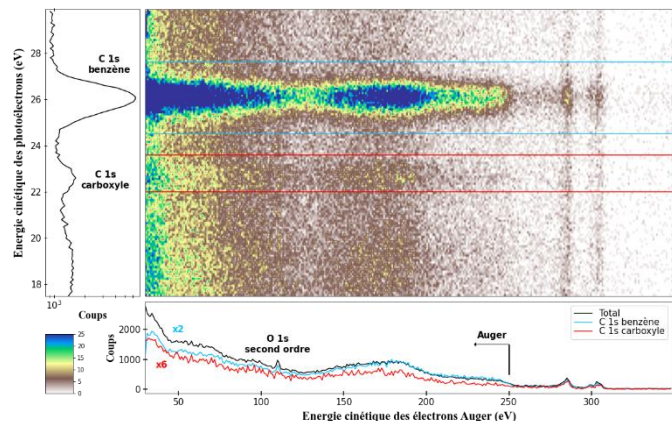 Energie cinétique des photoélectrons (eV)
28
26
24
22
20
18
C 1s
benzène
C 1s
carboxyle
10³
Coups
25
20
15
10
5
0
Coups
2000
1000
0
x2
x6
O 1s
second ordre
Auger
Total
C 1s benzène
C 1s carboxyle
50 100 150 200 250 300
Energie cinétique des électrons Auger (eV)